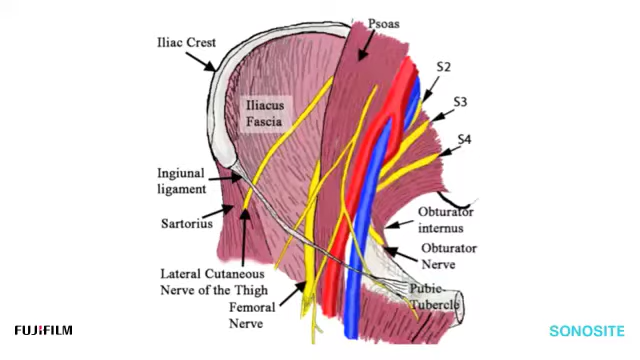 Psoas
Iliac Crest
S2
S3
Iliacus
Fascia
S4
Ingiunal
ligament
Sartorius
Obturator
internus
Obturator
Nerve
Lateral Cutaneous
Nerve of the Thigh
Femoral
Nerve
Pubic-
Tubercle
FUJIFILM
SONOSITE